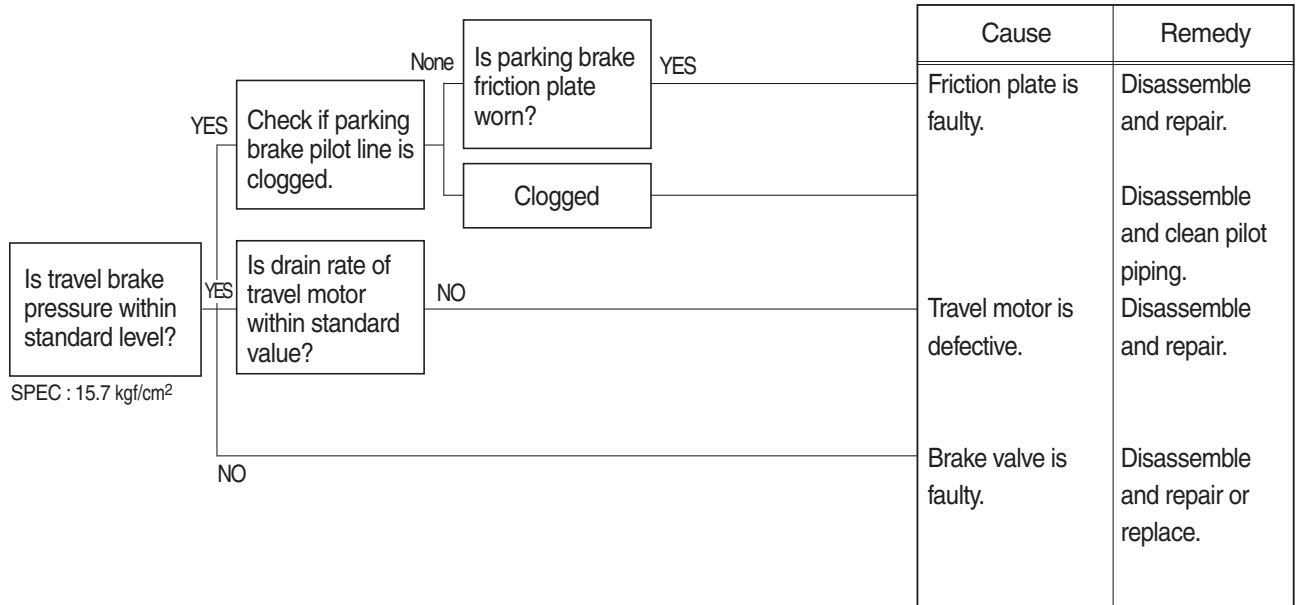 Cause
Remedy
None
Is parking brake
friction plate
worn?
YES
Friction plate is
faulty.
Disassemble
and repair.
YES
Check if parking
brake pilot line is
clogged.
Clogged
Disassemble
and clean pilot
piping.
Is travel brake
pressure within
standard level?
SPEC : 15.7 kgf/cm2
YES
Is drain rate of
travel motor
within standard
value?
NO
Travel motor is
defective.
Disassemble
and repair.
NO
Brake valve is
faulty.
Disassemble
and repair or
replace.